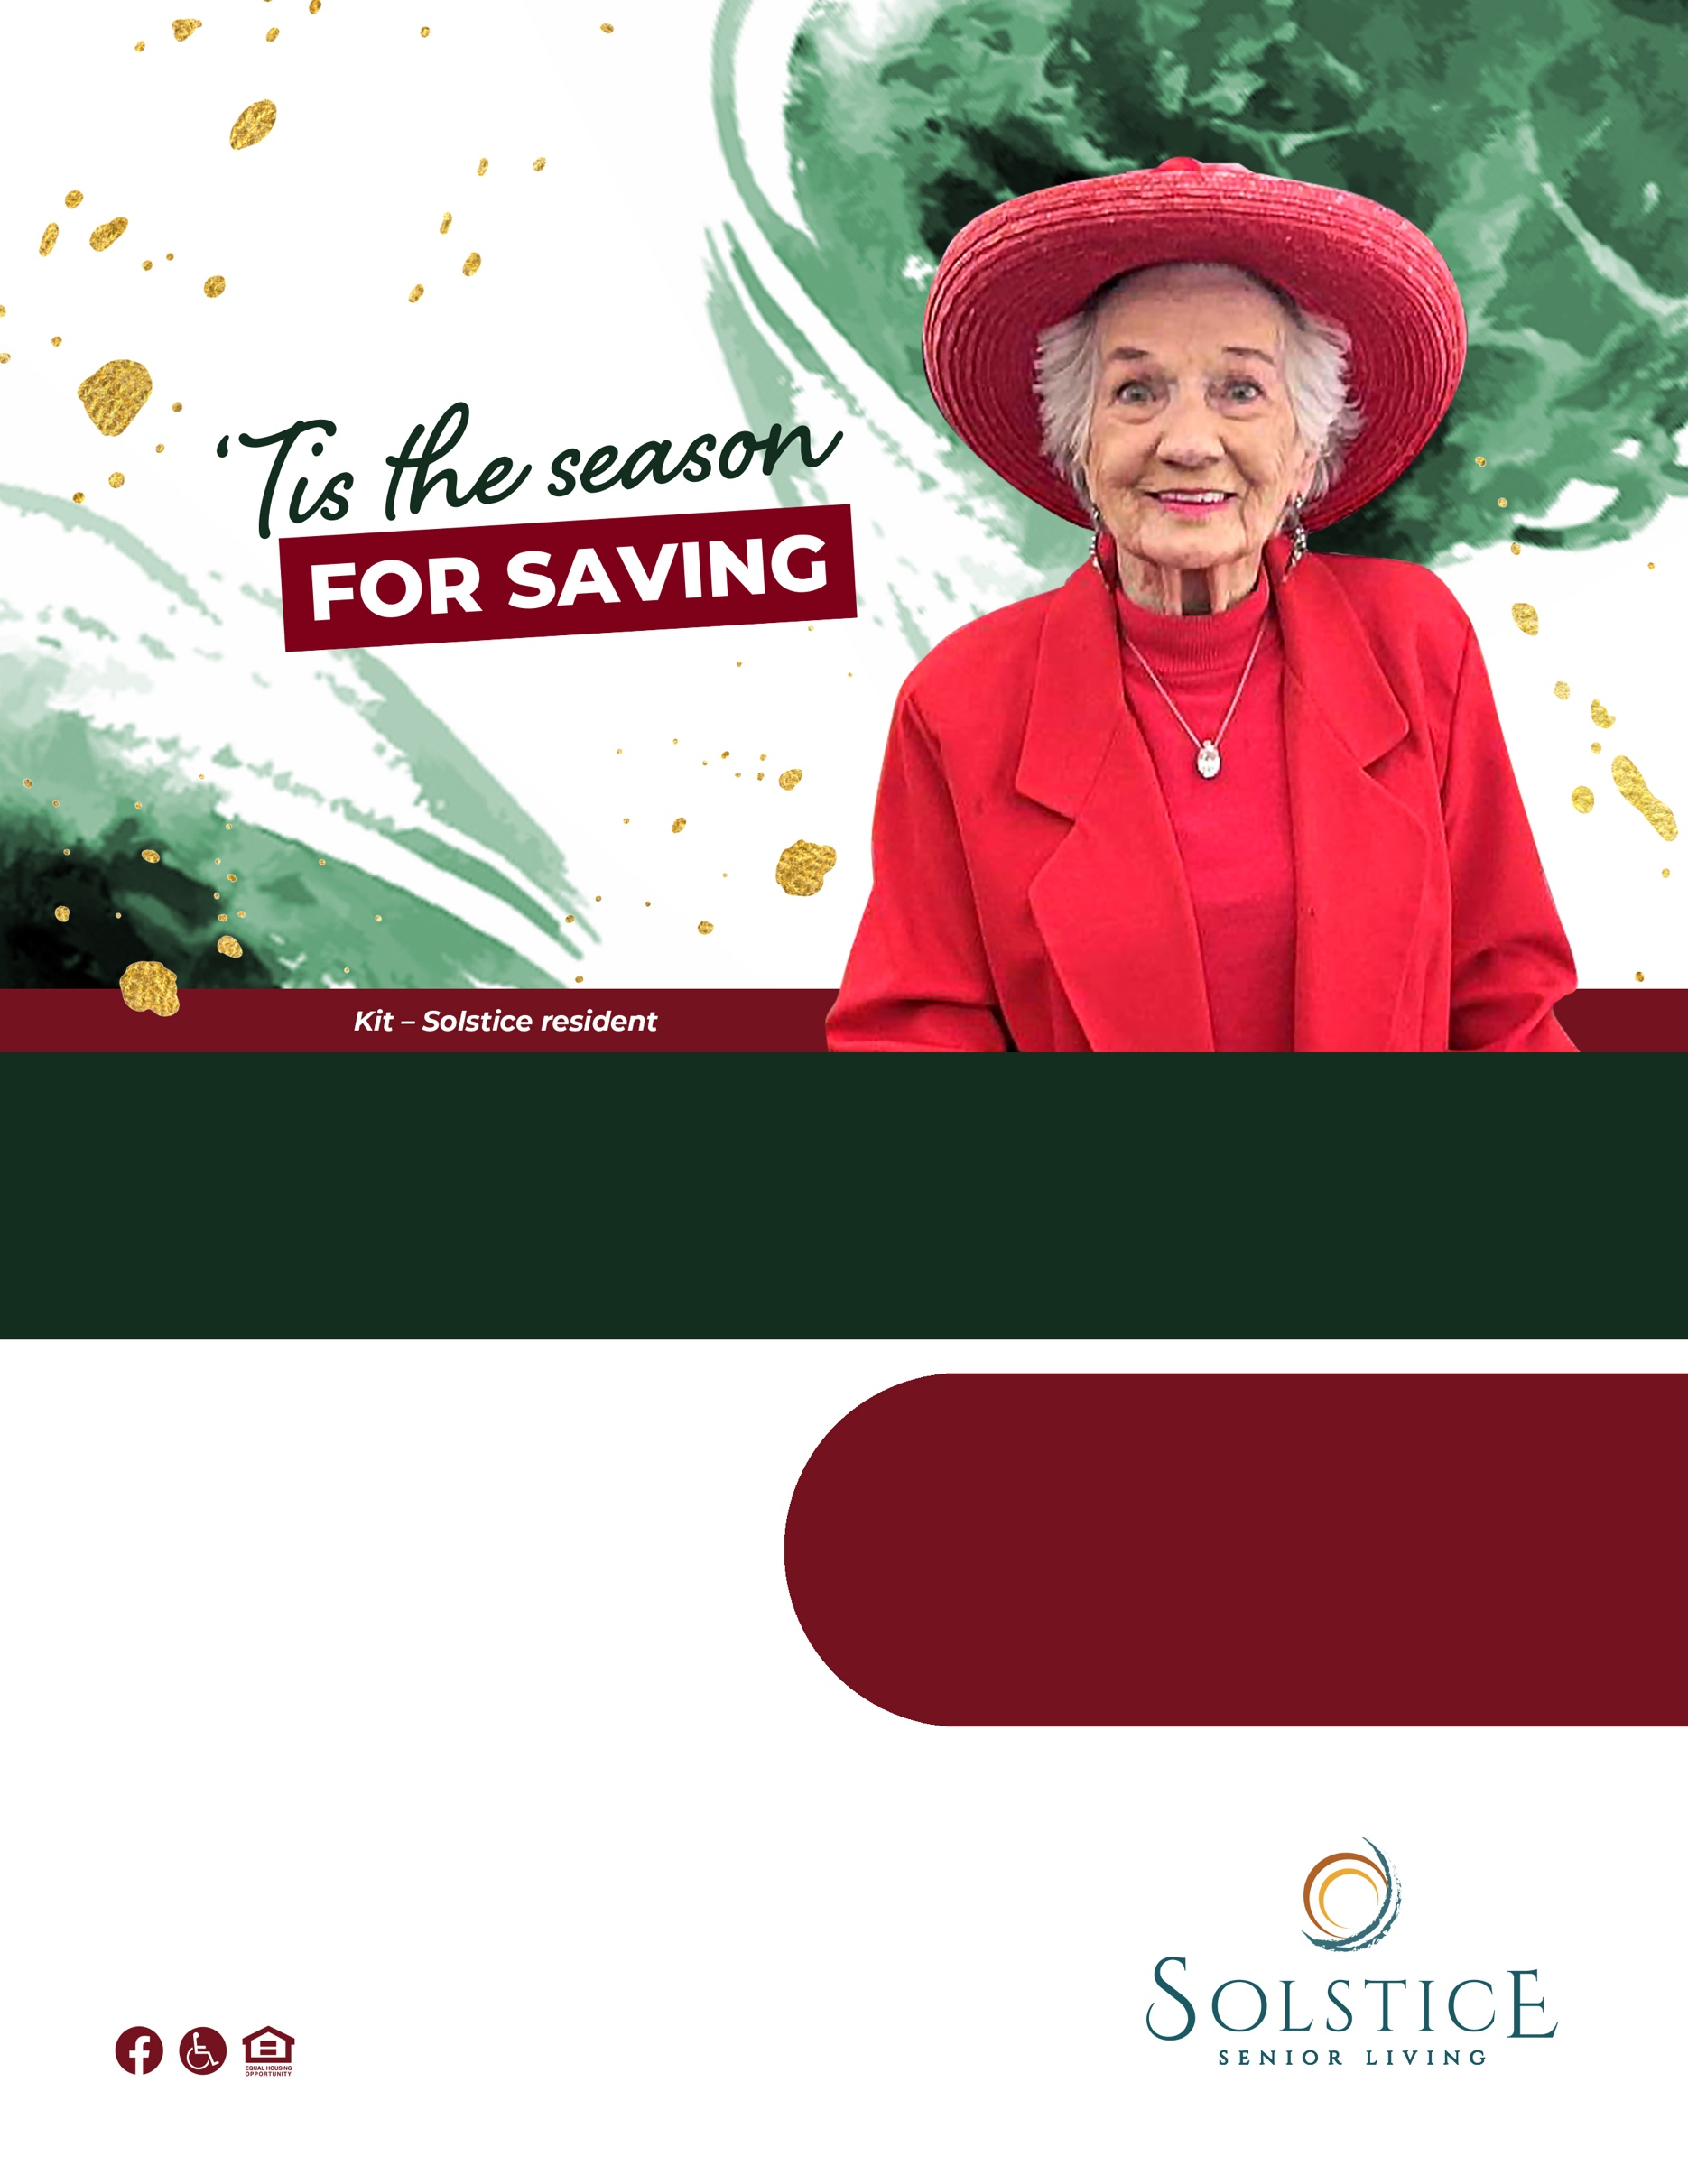 ‘Tis the season
FOR SAVING
Kit – Solstice resident
SOLSTICE
SENIOR LIVING
EQUAL HOUSING
OPPORTUNITY